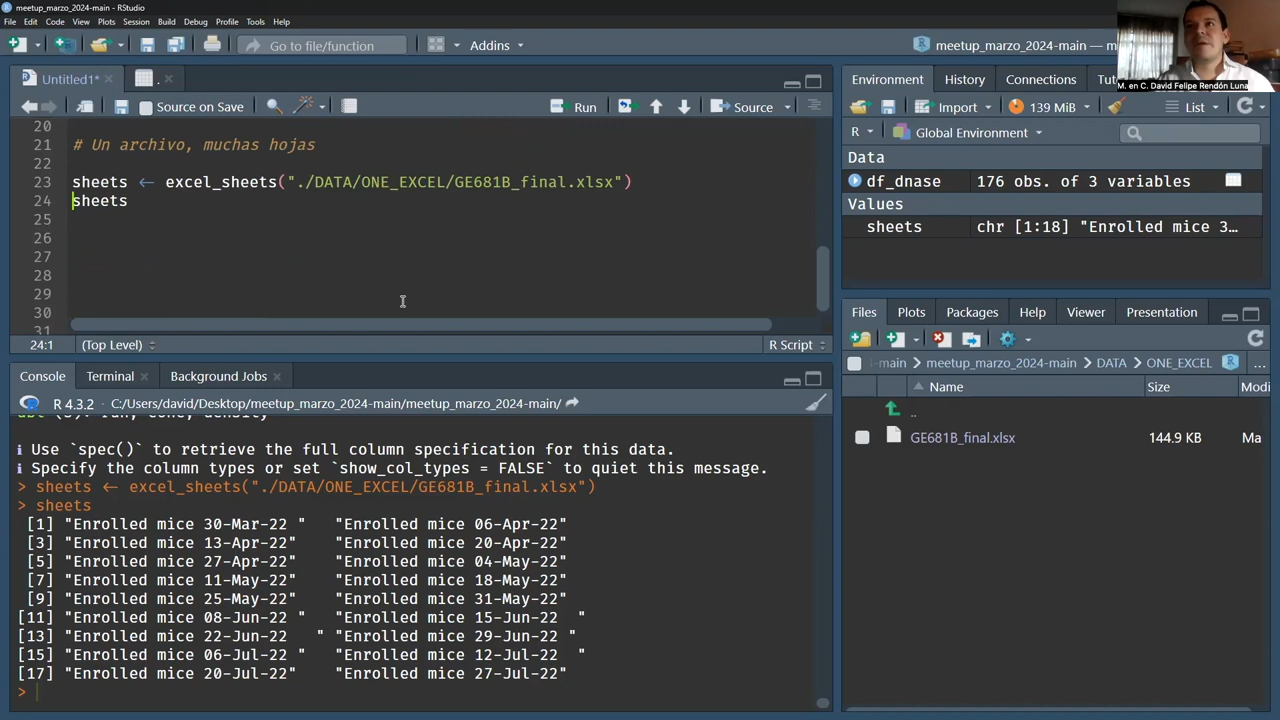 meetup_marzo_2024-main - RStudio
File Edit Code View Plots Session Build Debug Profile Tools Help
Go to file/function Addins meetup_marzo_2024-main
M. en C. David Felipe Rendón Luna
Untitled1* .
Source on Save Run Source
20
21 # Un archivo, muchas hojas
22
23 sheets ← excel_sheets("./DATA/ONE_EXCEL/GE681B_final.xlsx")
24 sheets
25
26
27
28
29
30
31
24:1 (Top Level) R Script
Console Terminal Background Jobs
R 4.3.2 · C:/Users/david/Desktop/meetup_marzo_2024-main/meetup_marzo_2024-main/
dbl (3): run, conc, density
i Use `spec()` to retrieve the full column specification for this data.
i Specify the column types or set `show_col_types = FALSE` to quiet this message.
> sheets ← excel_sheets("./DATA/ONE_EXCEL/GE681B_final.xlsx")
> sheets
[1] "Enrolled mice 30-Mar-22 " "Enrolled mice 06-Apr-22"
[3] "Enrolled mice 13-Apr-22" "Enrolled mice 20-Apr-22"
[5] "Enrolled mice 27-Apr-22" "Enrolled mice 04-May-22"
[7] "Enrolled mice 11-May-22" "Enrolled mice 18-May-22"
[9] "Enrolled mice 25-May-22" "Enrolled mice 31-May-22"
[11] "Enrolled mice 08-Jun-22 " "Enrolled mice 15-Jun-22  "
[13] "Enrolled mice 22-Jun-22   " "Enrolled mice 29-Jun-22 "
[15] "Enrolled mice 06-Jul-22 " "Enrolled mice 12-Jul-22  "
[17] "Enrolled mice 20-Jul-22" "Enrolled mice 27-Jul-22"
>
Environment History Connections Tu
Import 139 MiB List
R Global Environment
Data
df_dnase 176 obs. of 3 variables
Values
sheets chr [1:18] "Enrolled mice 3…
Files Plots Packages Help Viewer Presentation
-main meetup_marzo_2024-main DATA ONE_EXCEL ...
Name Size Modi
..
GE681B_final.xlsx 144.9 KB Ma